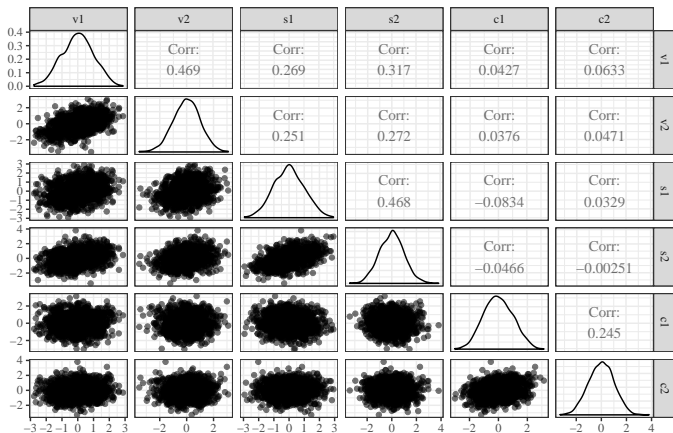 v1 v2 s1 s2 c1 c2
0.4
0.3
0.2
0.1
0.0
Corr:
0.469
Corr:
0.269
Corr:
0.317
Corr:
0.0427
Corr:
0.0633
v1
2
0
−2
Corr:
0.251
Corr:
0.272
Corr:
0.0376
Corr:
0.0471
v2
3
2
1
0
−1
−2
−3
Corr:
0.468
Corr:
−0.0834
Corr:
0.0329
s1
4
2
0
−2
Corr:
−0.0466
Corr:
−0.00251
s2
2
0
−2
Corr:
0.245
c1
4
2
0
−2
c2
−3 −2 −1 0 1 2 3
−2 0 2
−3 −2 −1 0 1 2 3
−2 0 2 4
−2 0 2
−2 0 2 4